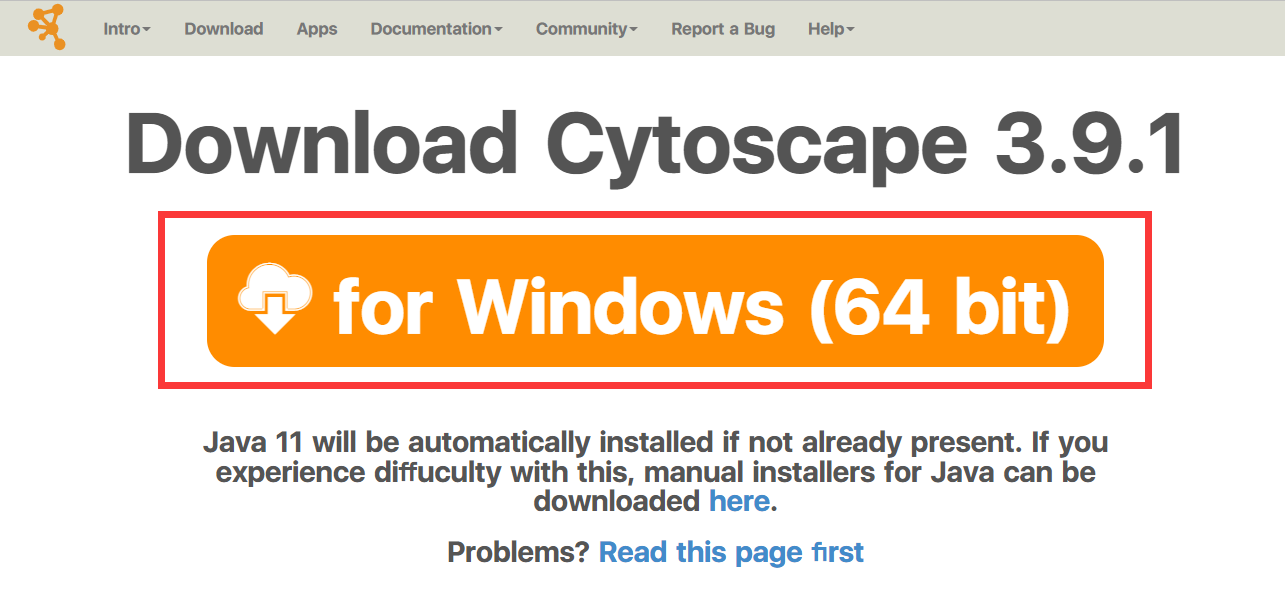 Intro Download Apps Documentation Community Report a Bug Help
Download Cytoscape 3.9.1
for Windows (64 bit)
Java 11 will be automatically installed if not already present. If you
experience diffuculty with this, manual installers for Java can be
downloaded here.
Problems? Read this page first